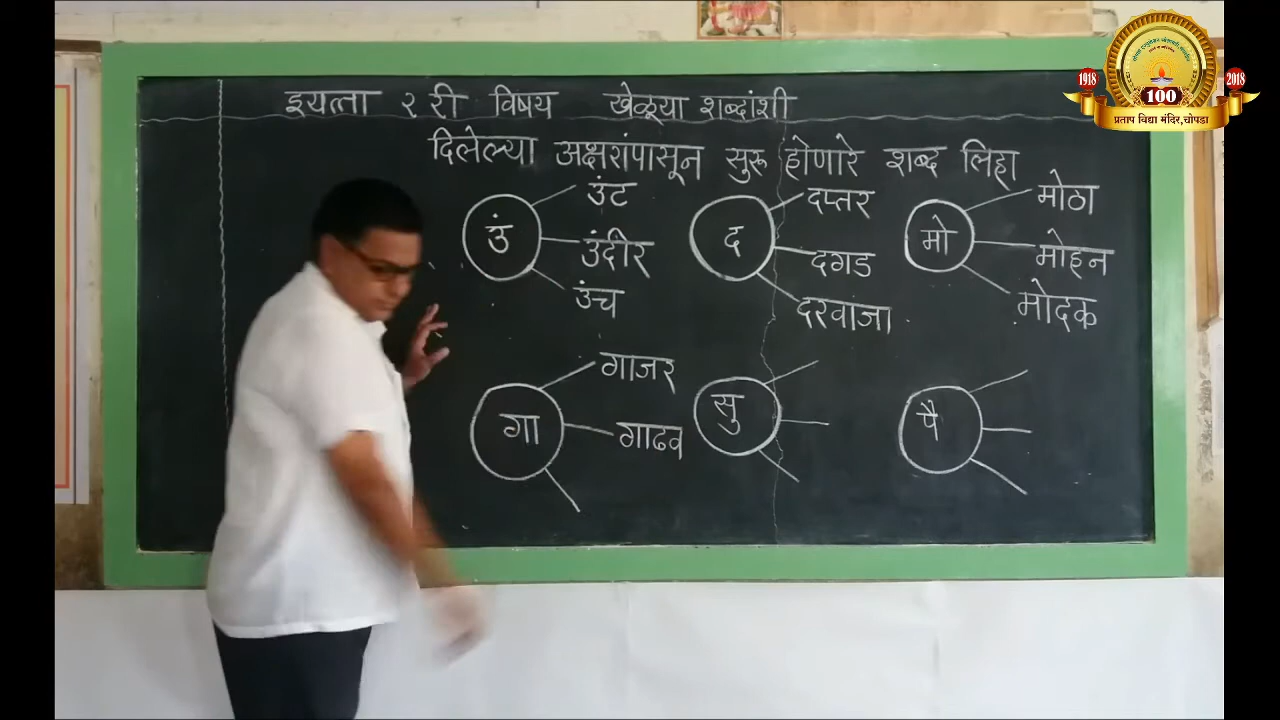 इयत्ता २ री विषय खेळूया शब्दांशी
दिलेल्या अक्षरांपासून सुरू होणारे शब्द लिहा
उं
उंट
उंदीर
उंच
द
दप्तर
दगड
दरवाजा
मो
मोठा
मोहन
मोदक
गा
गाजर
गाढव
सु
पै
1918
2018
100
प्रताप विद्या मंदिर,चोपडा